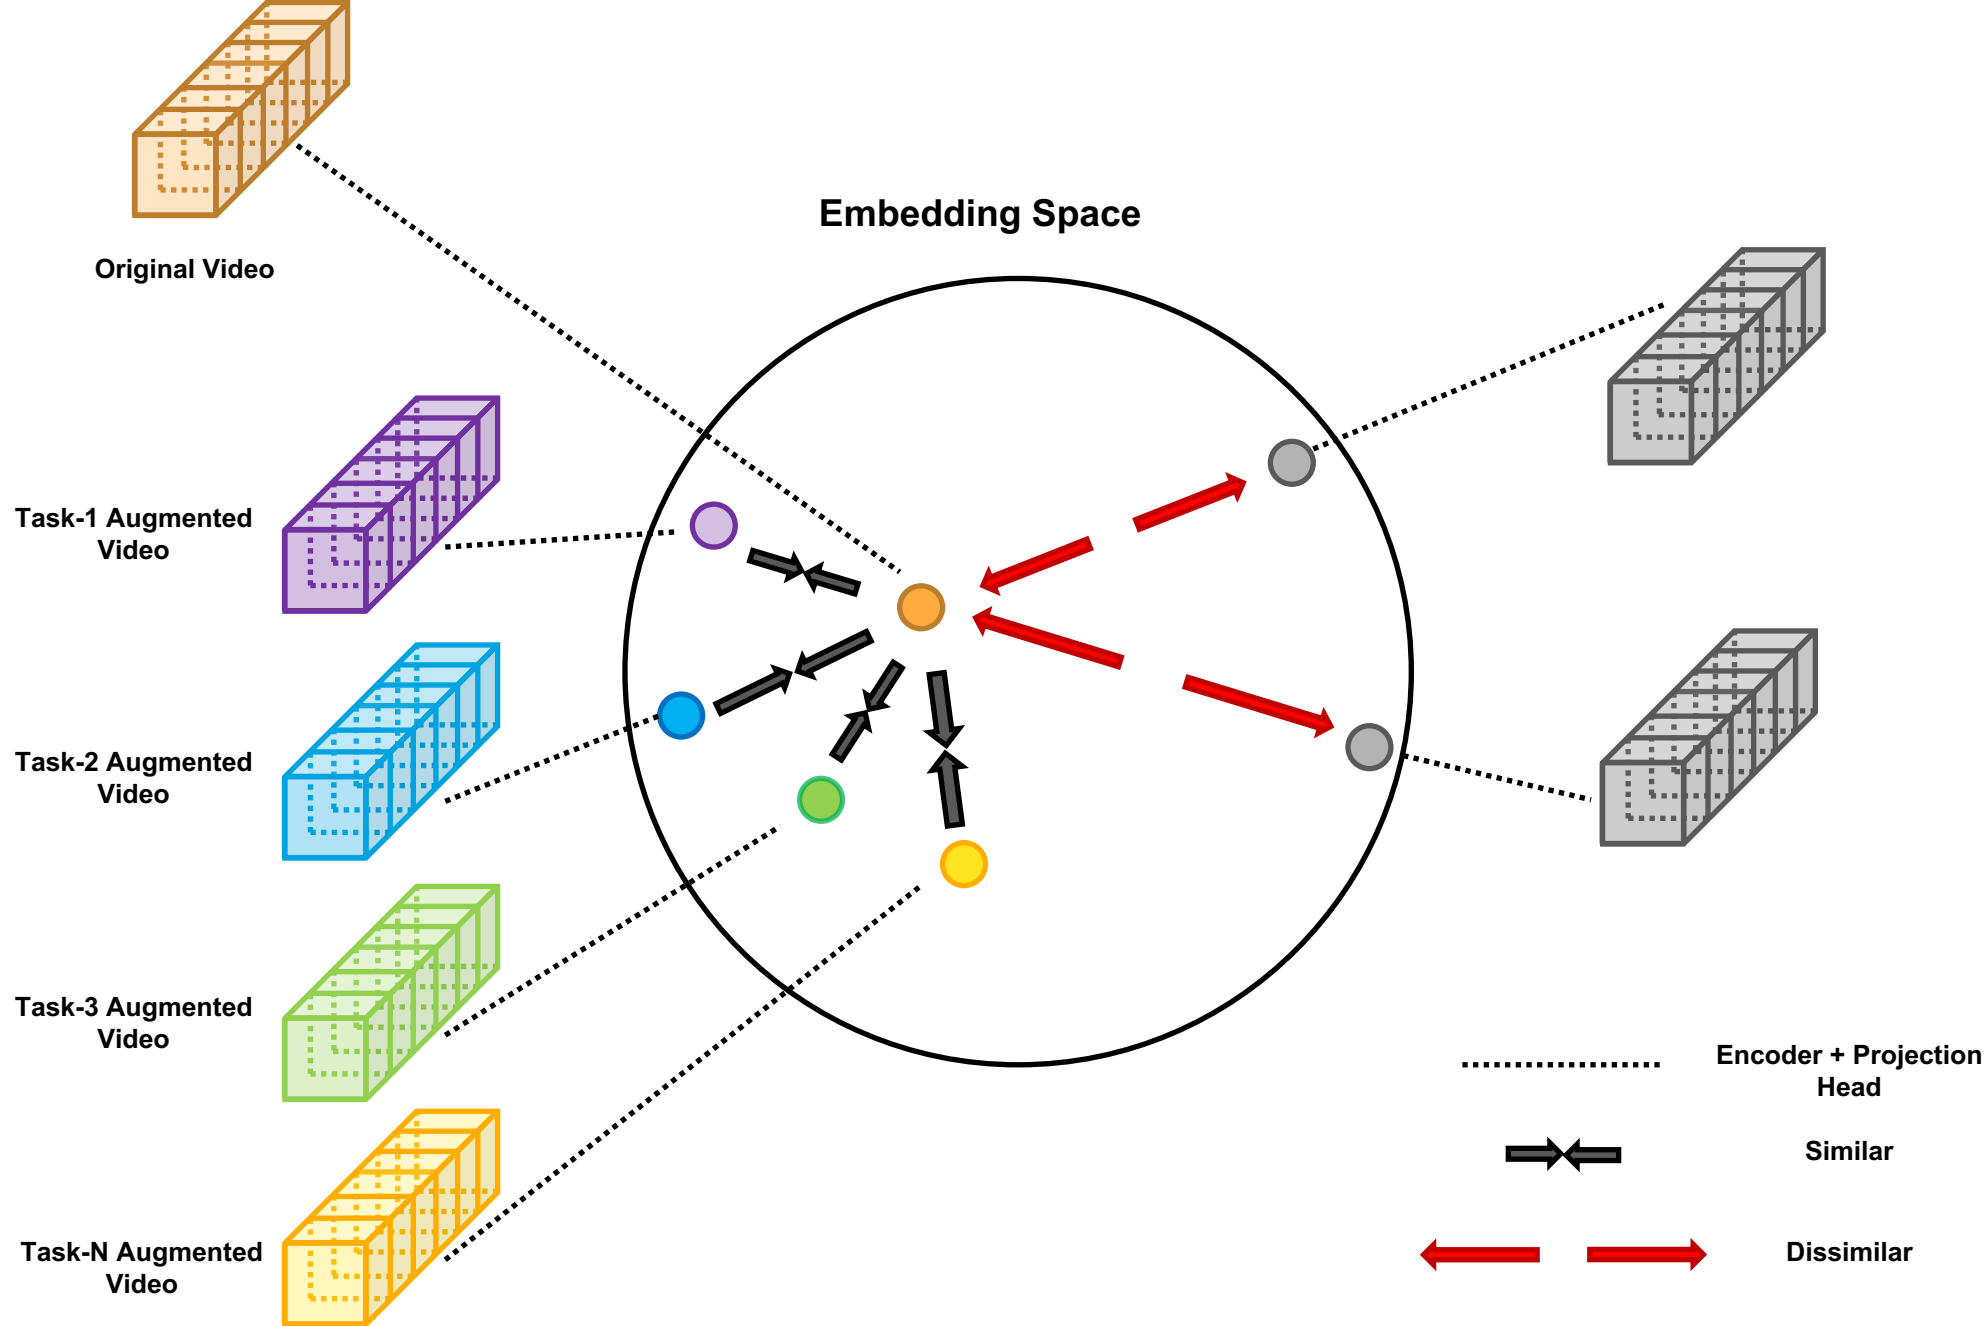 Embedding Space
Original Video
Task-1 Augmented
Video
Task-2 Augmented
Video
Task-3 Augmented
Video
Task-N Augmented
Video
Encoder + Projection
Head
Similar
Dissimilar